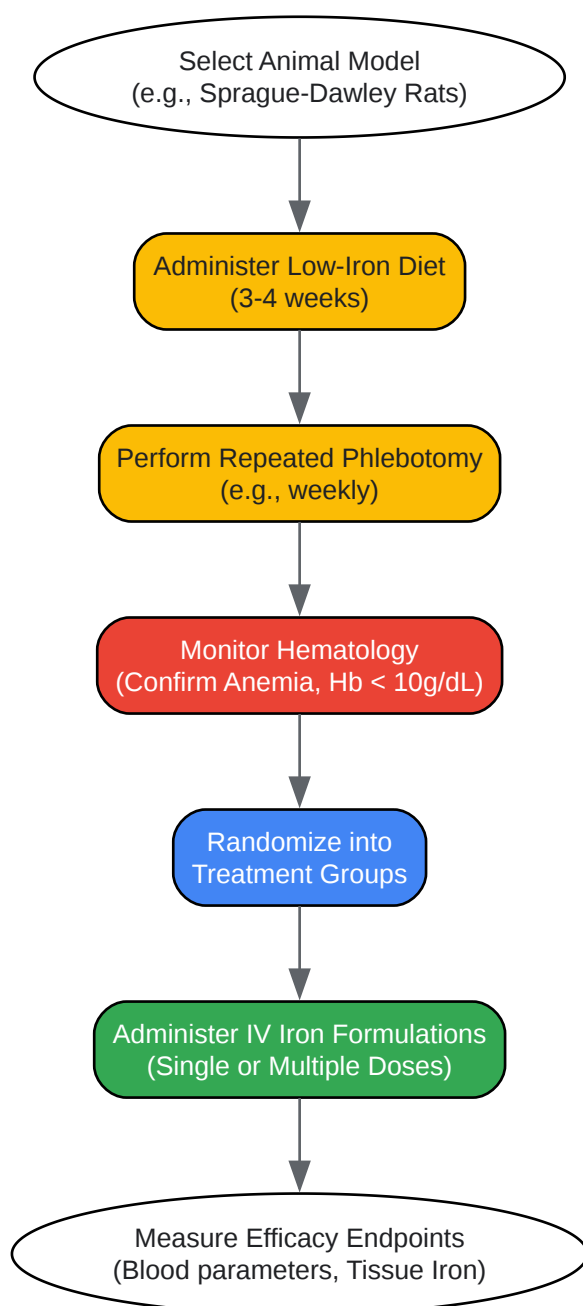 Select Animal Model
(e.g., Sprague-Dawley Rats)
Administer Low-Iron Diet
(3-4 weeks)
Perform Repeated Phlebotomy
(e.g., weekly)
Monitor Hematology
(Confirm Anemia, Hb < 10g/dL)
Randomize into
Treatment Groups
Administer IV Iron Formulations
(Single or Multiple Doses)
Measure Efficacy Endpoints
(Blood parameters, Tissue Iron)